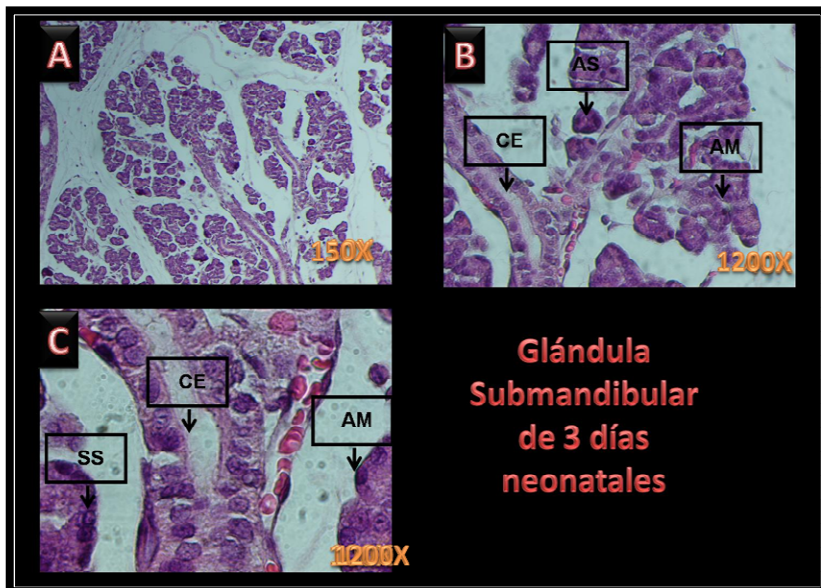 A
150X
B
AS
CE
AM
1200X
C
CE
AM
SS
1200X
Glándula
Submandibular
de 3 días
neonatales